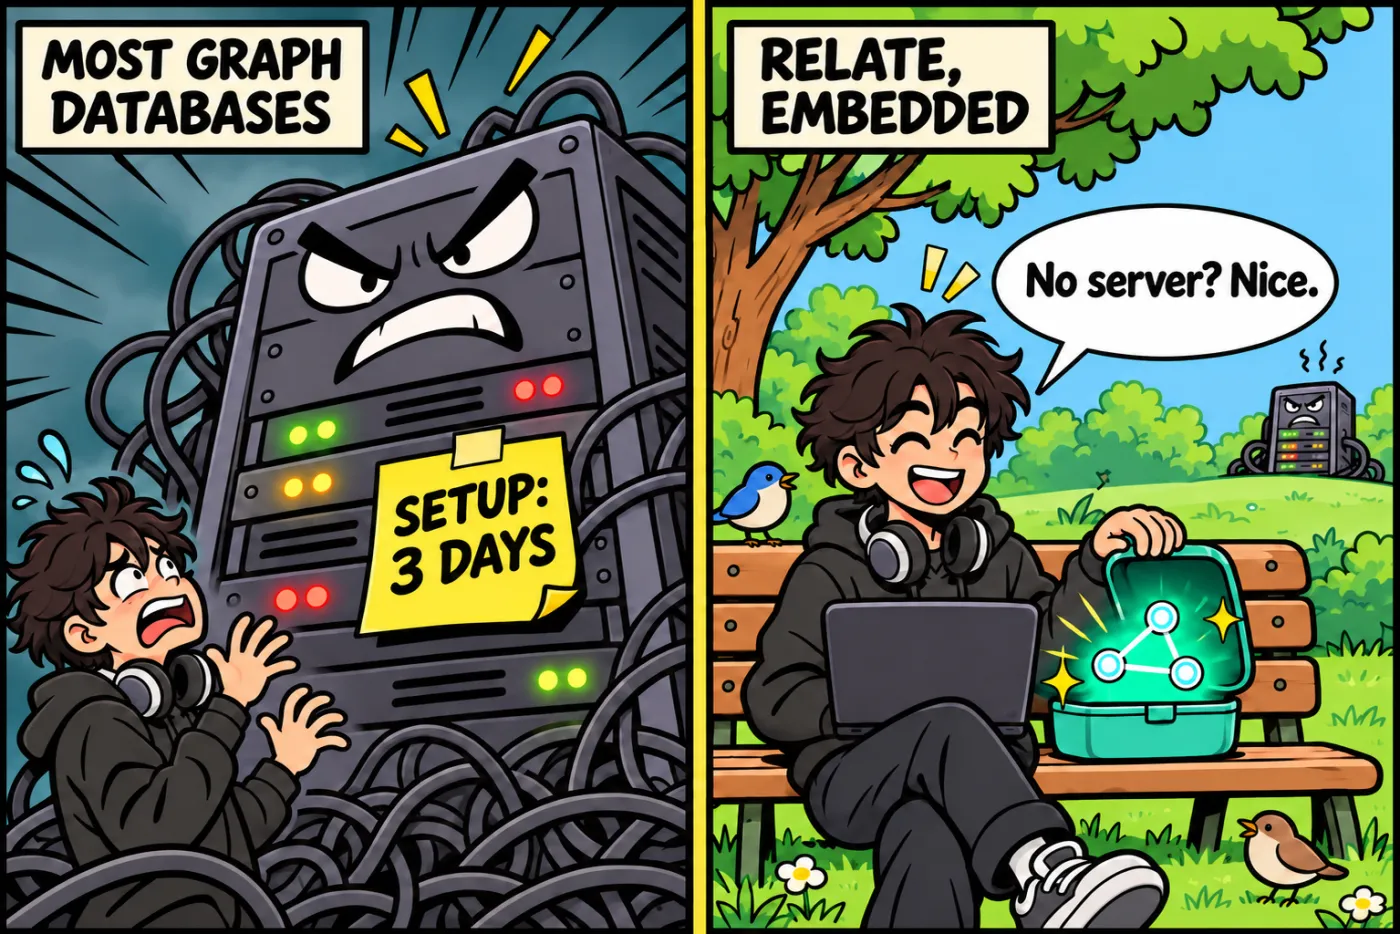 MOST GRAPH
DATABASES
SETUP:
3 DAYS
RELATE,
EMBEDDED
No server? Nice.